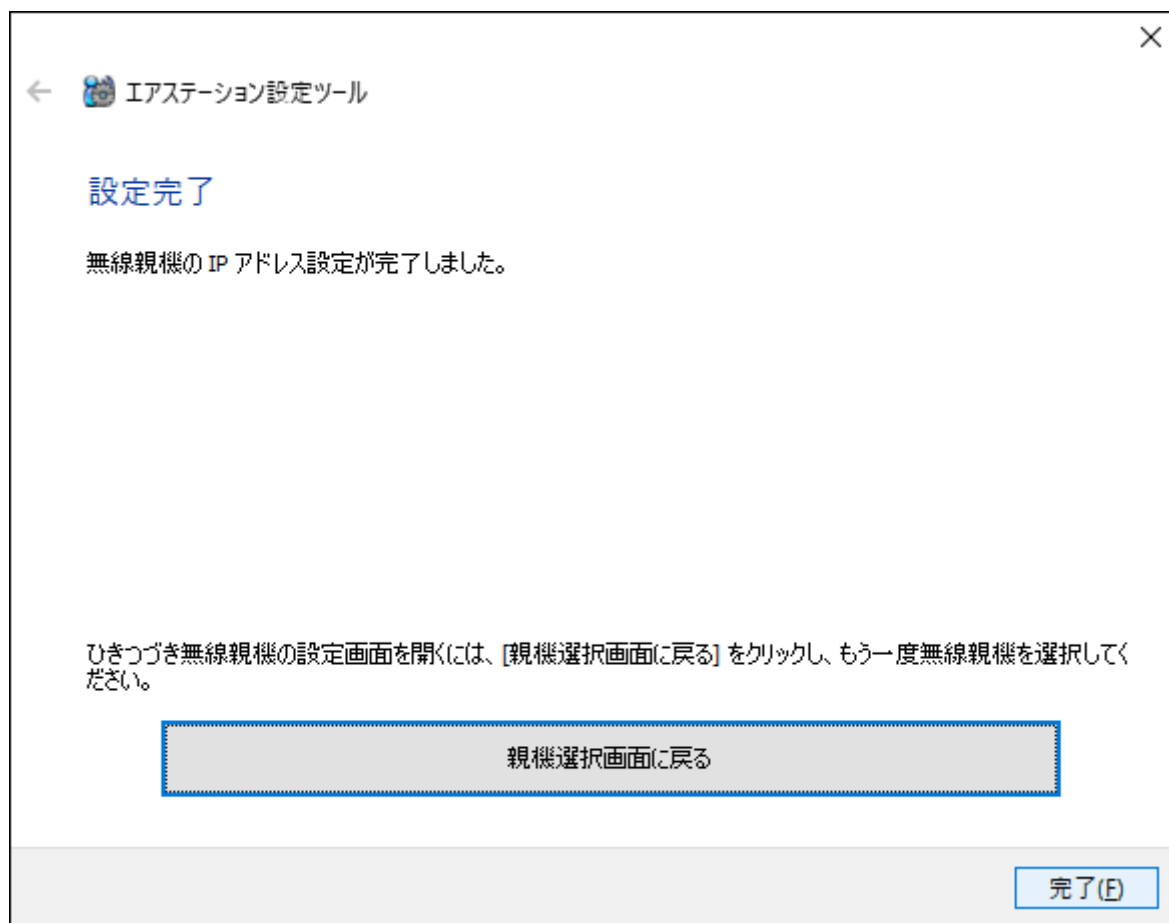 エアステーション設定ツール
設定完了
無線親機の IP アドレス設定が完了しました。
ひきつづき無線親機の設定画面を開くには、[親機選択画面に戻る] をクリックし、もう一度無線親機を選択してく
ださい。
親機選択画面に戻る
完了(F)